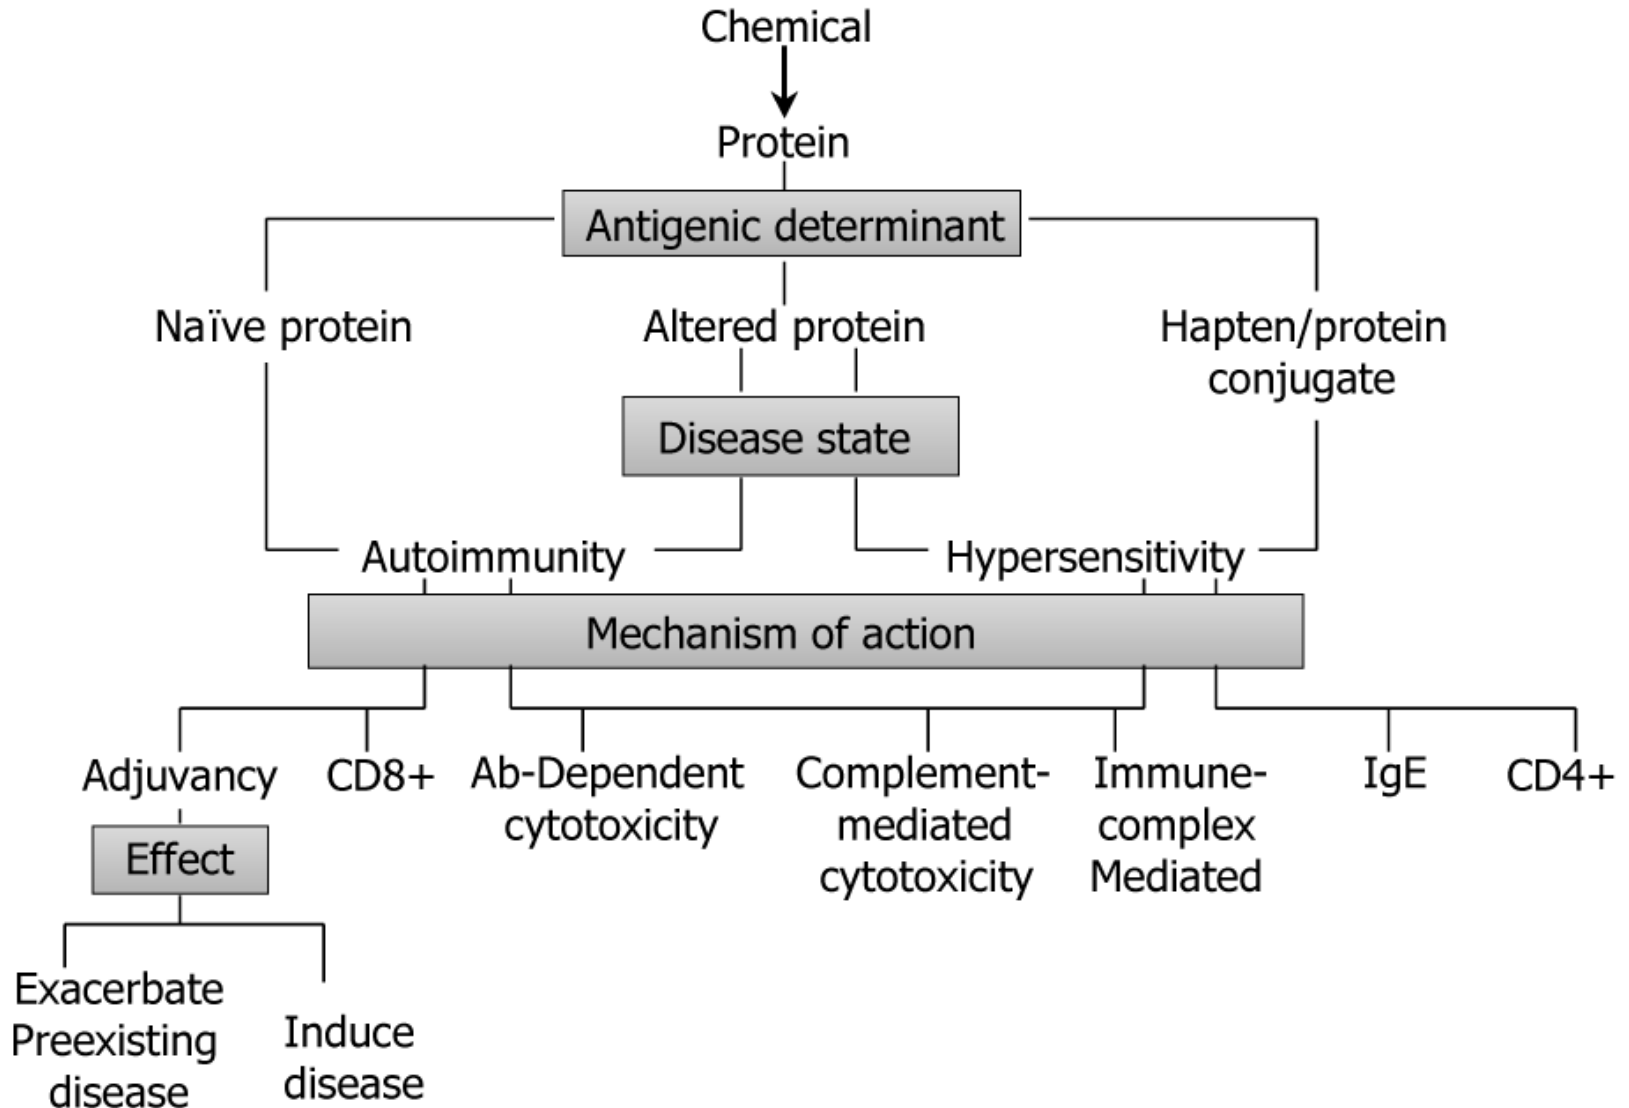 Chemical
Protein
Antigenic determinant
Naïve protein
Altered protein
Hapten/protein
conjugate
Disease state
Autoimmunity
Hypersensitivity
Mechanism of action
Adjuvancy
CD8+
Ab-Dependent
cytotoxicity
Complement-
mediated
cytotoxicity
Immune-
complex
Mediated
IgE
CD4+
Effect
Exacerbate
Preexisting
disease
Induce
disease